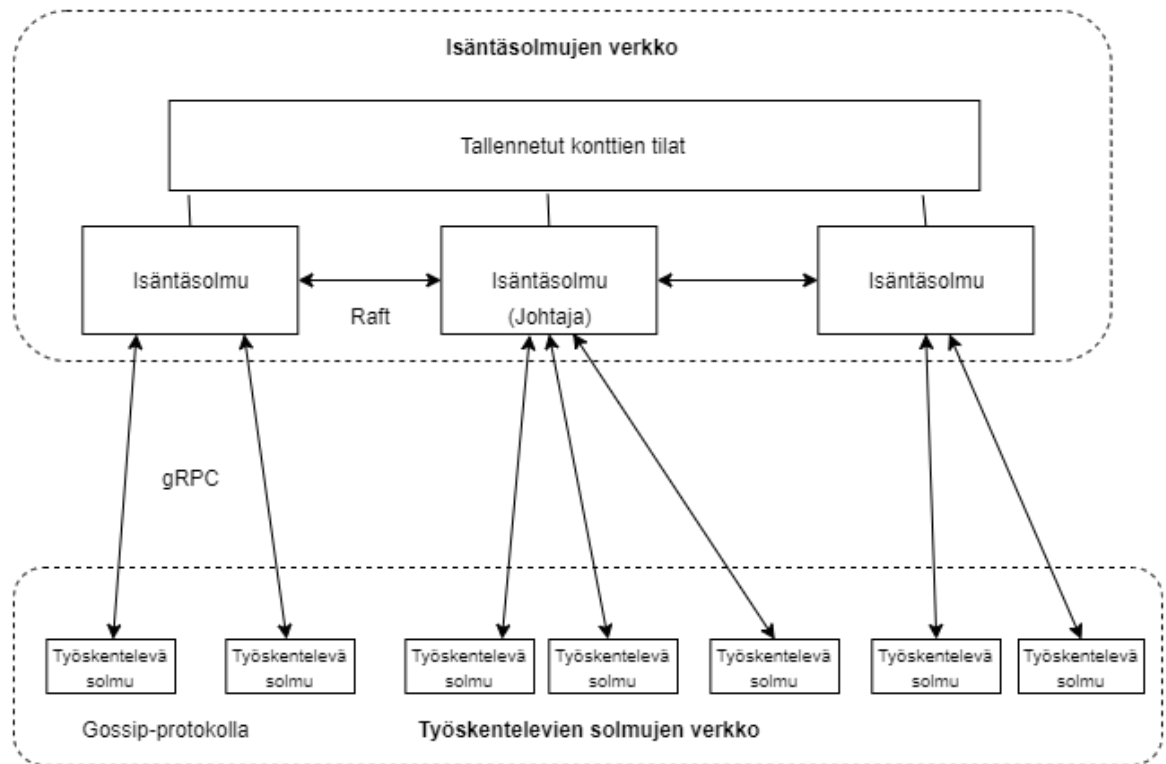 Isäntäsolmujen verkko
Tallennetut konttien tilat
Isäntäsolmu
Isäntäsolmu
(Johtaja)
Isäntäsolmu
Raft
gRPC
Työskentelevä
solmu
Työskentelevä
solmu
Työskentelevä
solmu
Työskentelevä
solmu
Työskentelevä
solmu
Työskentelevä
solmu
Työskentelevä
solmu
Gossip-protokolla
Työskentelevien solmujen verkko